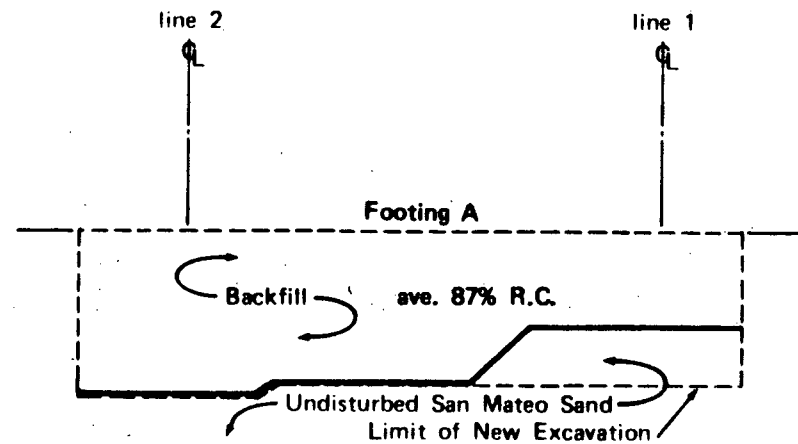 line 2 line 1
℄ ℄
Footing A
Backfill ave. 87% R.C.
Undisturbed San Mateo Sand
Limit of New Excavation